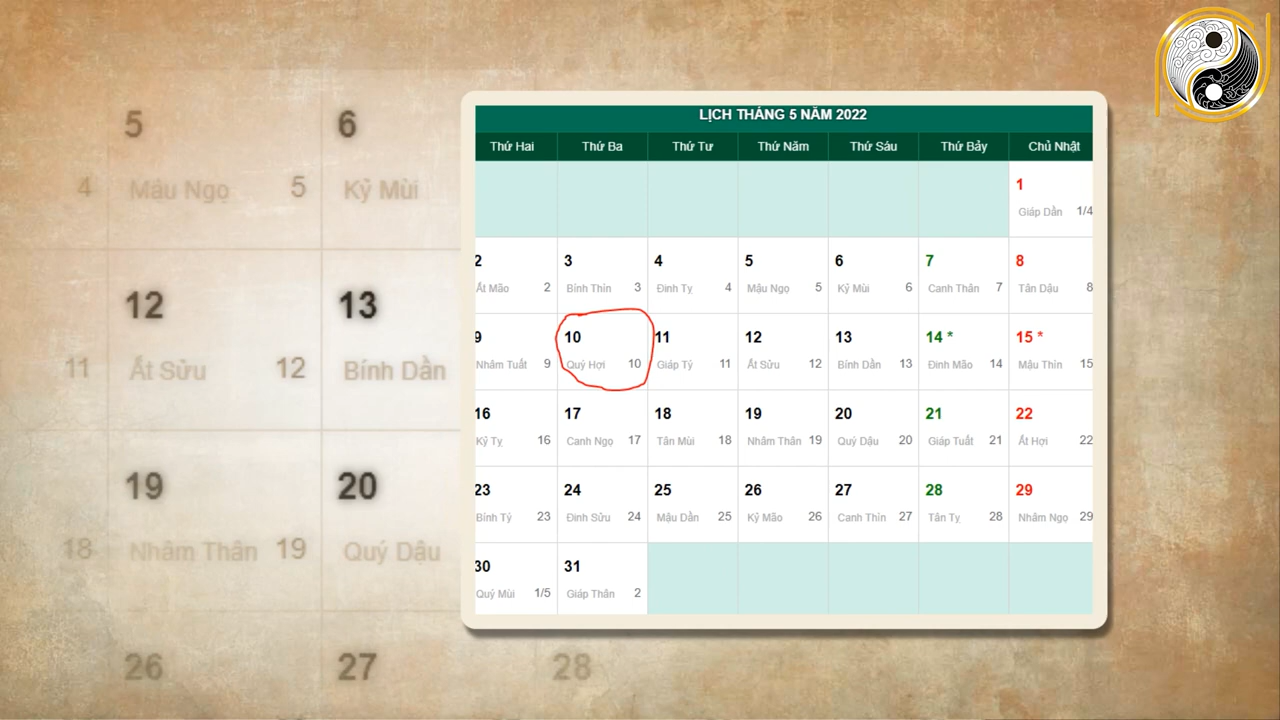 LỊCH THÁNG 5 NĂM 2022
Thứ Hai Thứ Ba Thứ Tư Thứ Năm Thứ Sáu Thứ Bảy Chủ Nhật
1
Giáp Dần 1/4
2 3 4 5 6 7 8
Ất Mão 2 Bính Thìn 3 Đinh Tỵ 4 Mậu Ngọ 5 Kỷ Mùi 6 Canh Thân 7 Tân Dậu 8
9 10 11 12 13 14 * 15 *
Nhâm Tuất 9 Quý Hợi 10 Giáp Tý 11 Ất Sửu 12 Bính Dần 13 Đinh Mão 14 Mậu Thìn 15
16 17 18 19 20 21 22
Kỷ Tỵ 16 Canh Ngọ 17 Tân Mùi 18 Nhâm Thân 19 Quý Dậu 20 Giáp Tuất 21 Ất Hợi 22
23 24 25 26 27 28 29
Bính Tý 23 Đinh Sửu 24 Mậu Dần 25 Kỷ Mão 26 Canh Thìn 27 Tân Tỵ 28 Nhâm Ngọ 29
30 31
Quý Mùi 1/5 Giáp Thân 2
5 6
4 Mậu Ngọ 5 Kỷ Mùi
12 13
11 Ất Sửu 12 Bính Dần
19 20
18 Nhâm Thân 19 Quý Dậu
26 27 28